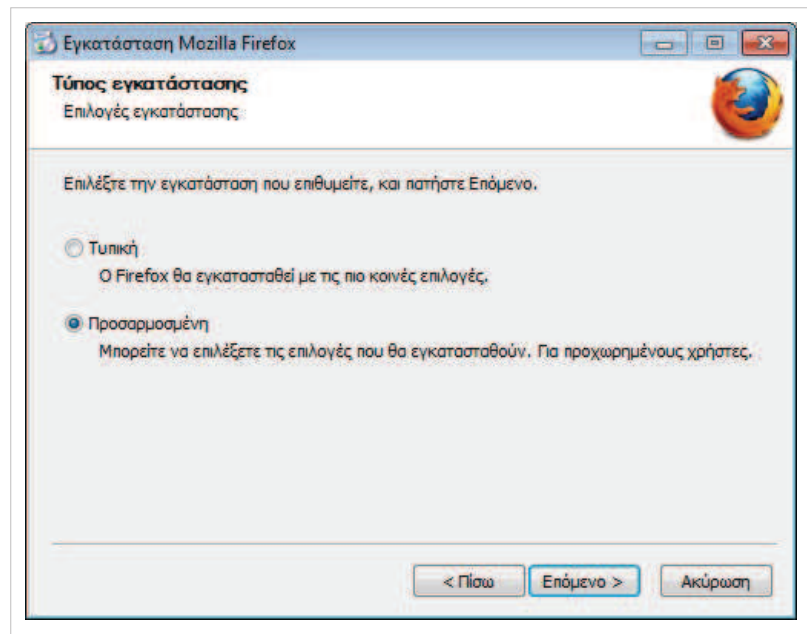 Εγκατάσταση Mozilla Firefox
Τύπος εγκατάστασης
Επιλογές εγκατάστασης
Επιλέξτε την εγκατάσταση που επιθυμείτε, και πατήστε Επόμενο.
Τυπική
Ο Firefox θα εγκατασταθεί με τις πιο κοινές επιλογές.
Προσαρμοσμένη
Μπορείτε να επιλέξετε τις επιλογές που θα εγκατασταθούν. Για προχωρημένους χρήστες.
< Πίσω Επόμενο > Ακύρωση